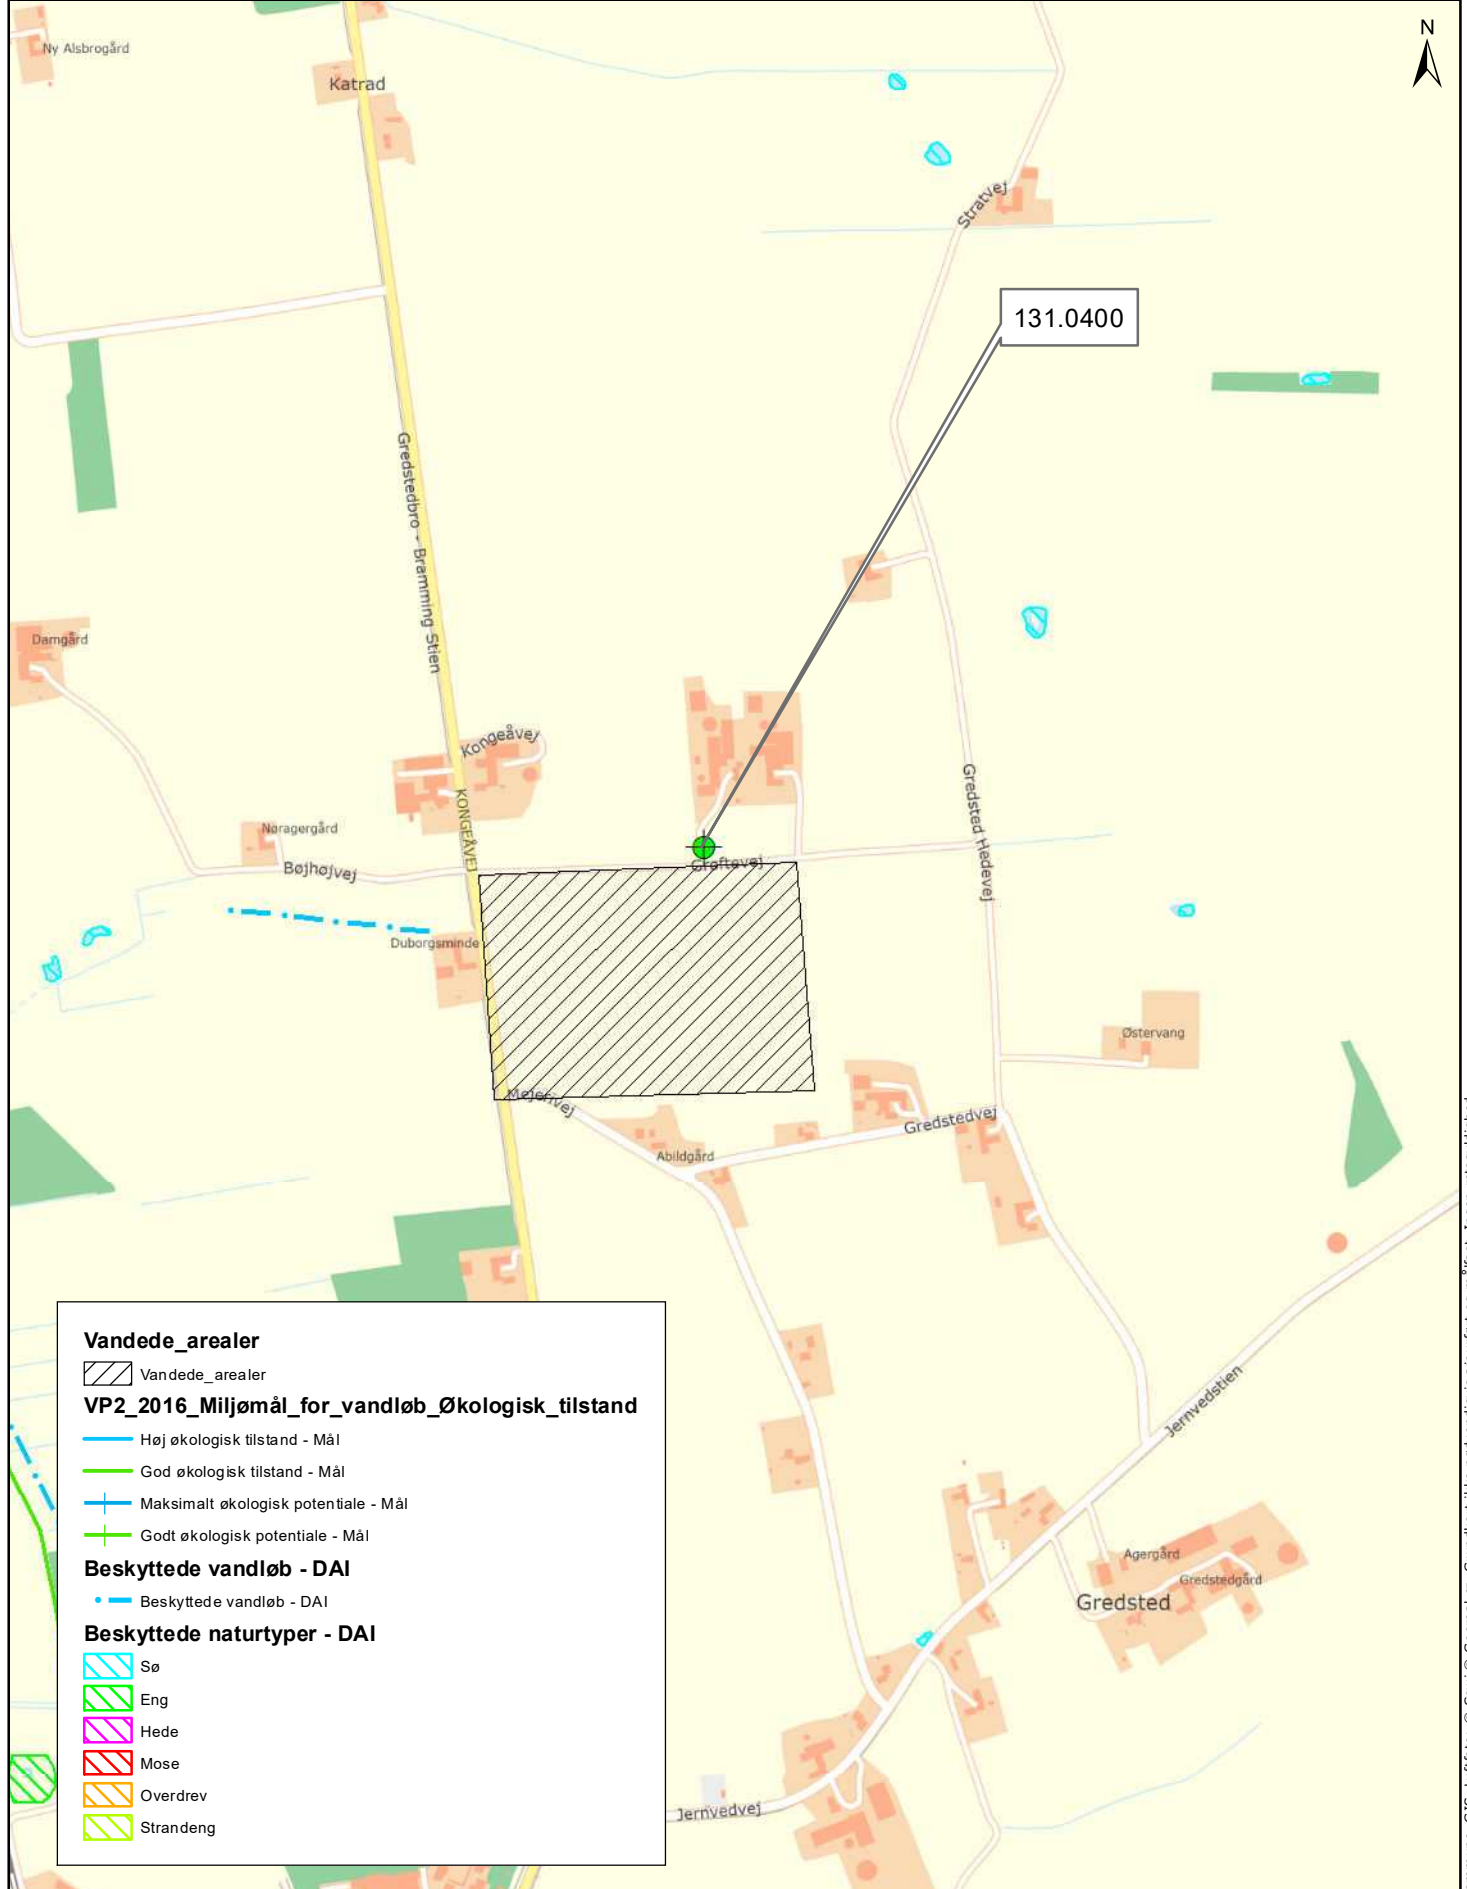 N
Ny Alsbrogård
Katrad
Stratvej
131.0400
Gredstedbro - Bramming Stien
Damgård
Kongeåvej
KONGEÅVEJ
Gredsted Hedevej
Nøragergård
Bøjhøjvej
Grøftevej
Duborgsminde
Østervang
Mejerivej
Gredstedvej
Abildgård
Jernvedstien
Agergård
Gredstedgård
Gredsted
Jernvedvej
Vandede_arealer
Vandede_arealer
VP2_2016_Miljømål_for_vandløb_Økologisk_tilstand
Høj økologisk tilstand - Mål
God økologisk tilstand - Mål
Maksimalt økologisk potentiale - Mål
Godt økologisk potentiale - Mål
Beskyttede vandløb - DAI
Beskyttede vandløb - DAI
Beskyttede naturtyper - DAI
Sø
Eng
Hede
Mose
Overdrev
Strandeng